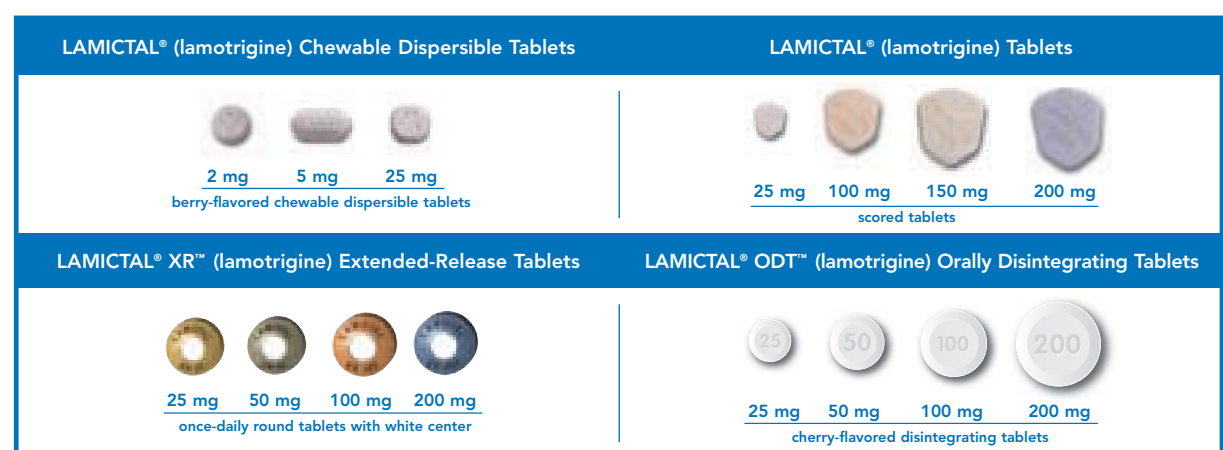 LAMICTAL® (lamotrigine) Chewable Dispersible Tablets
2 mg 5 mg 25 mg
berry-flavored chewable dispersible tablets
LAMICTAL® (lamotrigine) Tablets
25 mg 100 mg 150 mg 200 mg
scored tablets
LAMICTAL® XR™ (lamotrigine) Extended-Release Tablets
25 mg 50 mg 100 mg 200 mg
once-daily round tablets with white center
LAMICTAL® ODT™ (lamotrigine) Orally Disintegrating Tablets
25 50 100 200
25 mg 50 mg 100 mg 200 mg
cherry-flavored disintegrating tablets